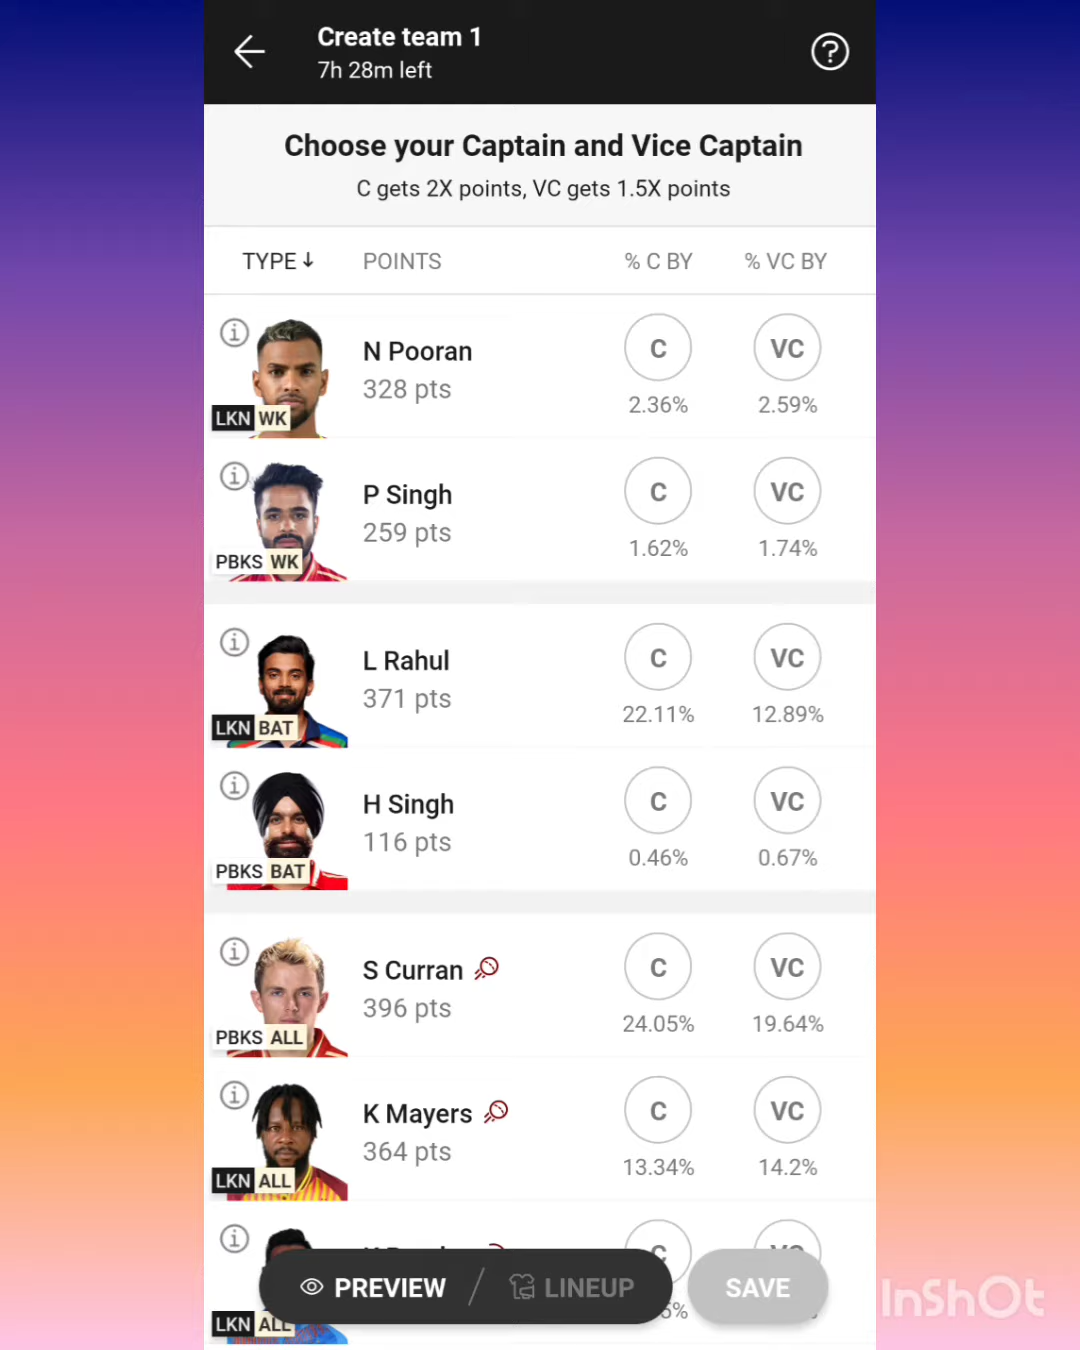 Create team 1
7h 28m left
Choose your Captain and Vice Captain
C gets 2X points, VC gets 1.5X points
TYPE↓ POINTS % C BY % VC BY
N Pooran C VC
328 pts 2.36% 2.59%
LKN WK
P Singh C VC
259 pts 1.62% 1.74%
PBKS WK
L Rahul C VC
371 pts 22.11% 12.89%
LKN BAT
H Singh C VC
116 pts 0.46% 0.67%
PBKS BAT
S Curran C VC
396 pts 24.05% 19.64%
PBKS ALL
K Mayers C VC
364 pts 13.34% 14.2%
LKN ALL
C VC
PREVIEW / LINEUP SAVE
LKN ALL
InShOt